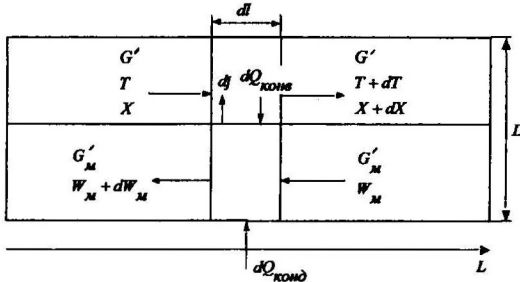 dl
G'
T
X
dj
dQ_конв
G'
T + dT
X + dX
L
G'_м
W_м + dW_м
G'_м
W_м
dQ_конд
L